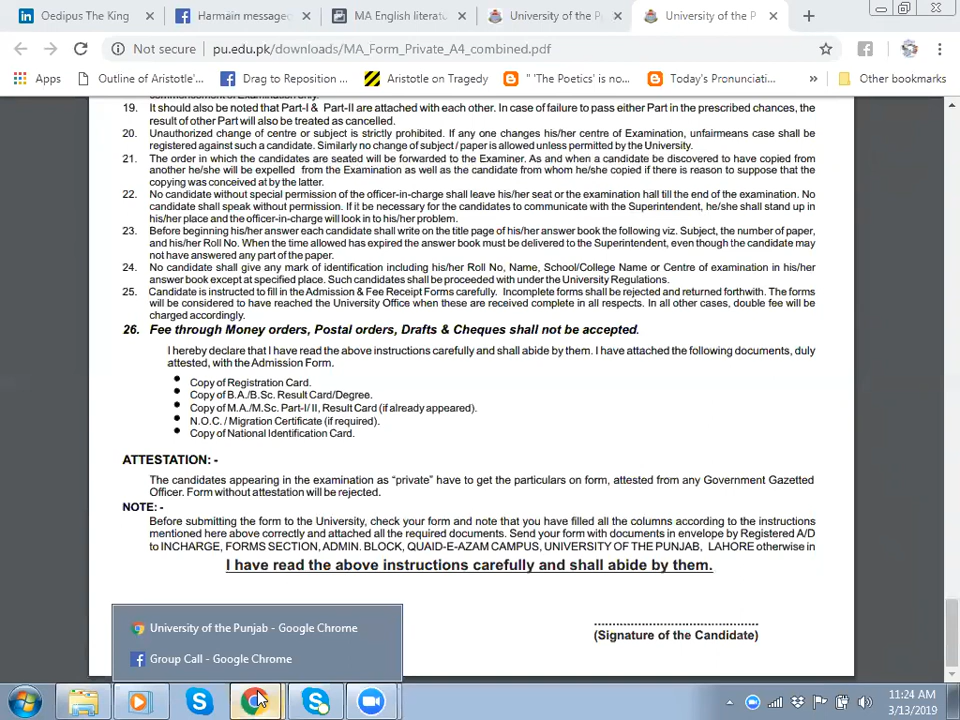 Oedipus The King
Harmain message
MA English literatu
University of the P
University of the P
Not secure
pu.edu.pk/downloads/MA_Form_Private_A4_combined.pdf
Apps
Outline of Aristotle'...
Drag to Reposition ...
Aristotle on Tragedy
" 'The Poetics' is no...
Today's Pronunciati...
»
Other bookmarks
19. It should also be noted that Part-I & Part-II are attached with each other. In case of failure to pass either Part in the prescribed chances, the
result of other Part will also be treated as cancelled.
20. Unauthorized change of centre or subject is strictly prohibited. If any one changes his/her centre of Examination, unfairmeans case shall be
registered against such a candidate. Similarly no change of subject / paper is allowed unless permitted by the University.
21. The order in which the candidates are seated will be forwarded to the Examiner. As and when a candidate be discovered to have copied from
another he/she will be expelled from the Examination as well as the candidate from whom he/she copied if there is reason to suppose that the
copying was conceived at by the latter.
22. No candidate without special permission of the officer-in-charge shall leave his/her seat or the examination hall till the end of the examination. No
candidate shall speak without permission. If it be necessary for the candidates to communicate with the Superintendent, he/she shall stand up in
his/her place and the officer-in-charge will look in to his/her problem.
23. Before beginning his/her answer each candidate shall write on the title page of his/her answer book the following viz. Subject, the number of paper,
and his/her Roll No. When the time allowed has expired the answer book must be delivered to the Superintendent, even though the candidate may
not have answered any part of the paper.
24. No candidate shall give any mark of identification including his/her Roll No, Name, School/College Name or Centre of examination in his/her
answer book except at specified place. Such candidates shall be proceeded with under the University Regulations.
25. Candidate is instructed to fill in the Admission & Fee Receipt Forms carefully. Incomplete forms shall be rejected and returned forthwith. The forms
will be considered to have reached the University Office when these are received complete in all respects. In all other cases, double fee will be
charged accordingly.
26. Fee through Money orders, Postal orders, Drafts & Cheques shall not be accepted.
I hereby declare that I have read the above instructions carefully and shall abide by them. I have attached the following documents, duly
attested, with the Admission Form.
• Copy of Registration Card.
• Copy of B.A./B.Sc. Result Card/Degree.
• Copy of M.A./M.Sc. Part-I/ II, Result Card (if already appeared).
• N.O.C. / Migration Certificate (if required).
• Copy of National Identification Card.
ATTESTATION: -
The candidates appearing in the examination as “private” have to get the particulars on form, attested from any Government Gazetted
Officer. Form without attestation will be rejected.
NOTE: -
Before submitting the form to the University, check your form and note that you have filled all the columns according to the instructions
mentioned here above correctly and attached all the required documents. Send your form with documents in envelope by Registered A/D
to INCHARGE, FORMS SECTION, ADMIN. BLOCK, QUAID-E-AZAM CAMPUS, UNIVERSITY OF THE PUNJAB, LAHORE otherwise in
I have read the above instructions carefully and shall abide by them.
University of the Punjab - Google Chrome
Group Call - Google Chrome
(Signature of the Candidate)
11:24 AM
3/13/2019